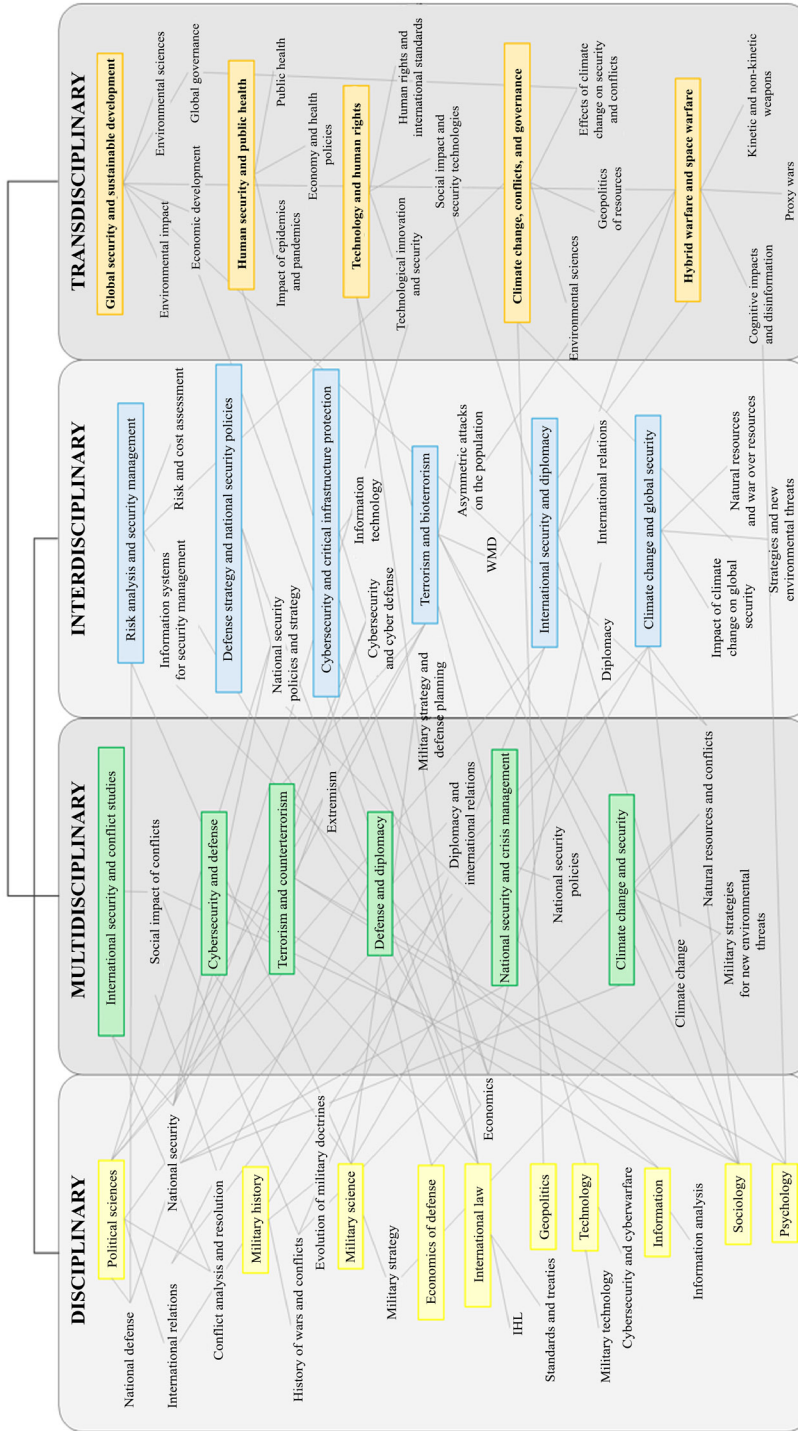 DISCIPLINARY
Political sciences
National defense
National security
International relations
Conflict analysis and resolution
Military history
History of wars and conflicts
Evolution of military doctrines
Military science
Military strategy
Economics of defense
International law
Economics
IHL
Standards and treaties
Geopolitics
Technology
Military technology
Cybersecurity and cyberwarfare
Information
Information analysis
Sociology
Psychology
MULTIDISCIPLINARY
International security and conflict studies
Social impact of conflicts
Cybersecurity and defense
Terrorism and counterterrorism
Extremism
Defense and diplomacy
Military strategy and
defense planning
Diplomacy and
international relations
National security and crisis management
National security
policies
Climate change and security
Climate change
Natural resources and conflicts
Military strategies
for new environmental
threats
INTERDISCIPLINARY
Risk analysis and security management
Information systems
for security management
Risk and cost assessment
Defense strategy and national security policies
National security
policies and strategy
Cybersecurity and critical infrastructure protection
Information
technology
Cybersecurity
and cyber defense
Terrorism and bioterrorism
Asymmetric attacks
on the population
WMD
International security and diplomacy
International relations
Diplomacy
Climate change and global security
Impact of climate
change on global
security
Natural resources
and war over resources
Strategies and new
environmental threats
TRANSDISCIPLINARY
Global security and sustainable development
Environmental impact
Environmental sciences
Economic development
Global governance
Human security and public health
Impact of epidemics
and pandemics
Public health
Economy and health
policies
Technology and human rights
Technological innovation
and security
Human rights and
international standards
Social impact and
security technologies
Climate change, conflicts, and governance
Environmental sciences
Effects of climate
change on security
and conflicts
Geopolitics
of resources
Hybrid warfare and space warfare
Cognitive impacts
and disinformation
Kinetic and non-kinetic
weapons
Proxy wars